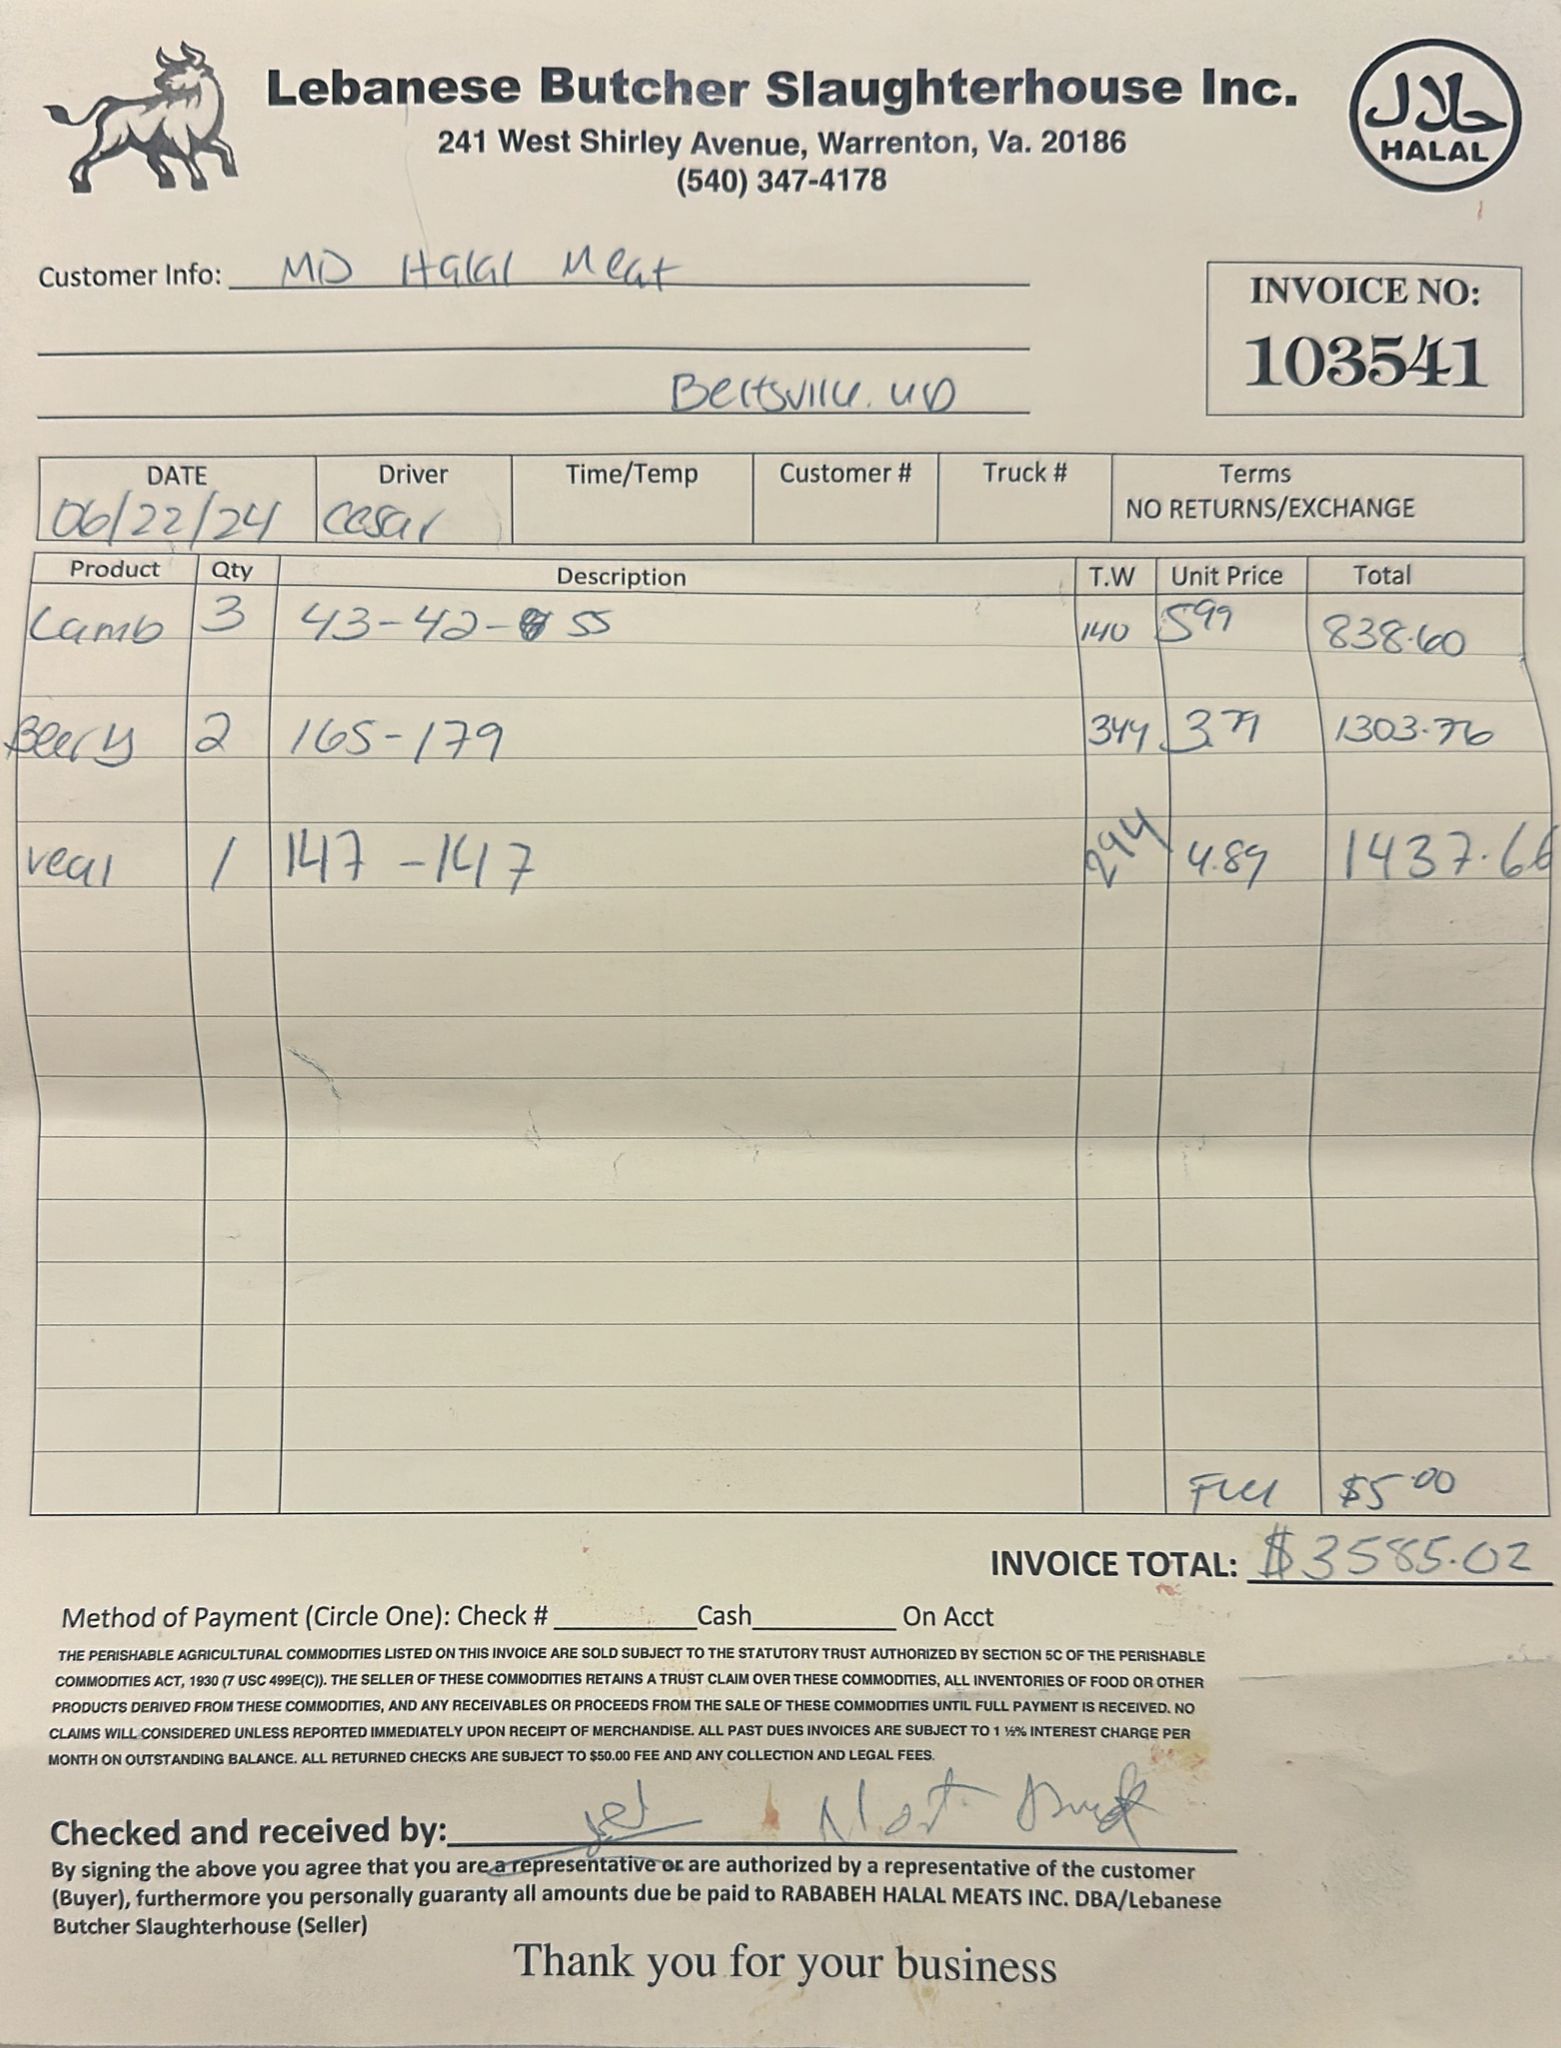 Lebanese Butcher Slaughterhouse Inc.
241 West Shirley Avenue, Warrenton, Va. 20186
(540) 347-4178
حلال
HALAL
Customer Info: MD Halal Meat
INVOICE NO:
103541
Beltsville. MD
DATE Driver Time/Temp Customer # Truck # Terms
06/22/24 Cesar NO RETURNS/EXCHANGE
Product Qty Description T.W Unit Price Total
Lamb 3 43-42- 55 140 5.99 838.60
2 165-179 344 3.79 1303.76
veal 1 147-147 294 4.89 1437.66
Fuel $5.00
INVOICE TOTAL: $3585.02
Method of Payment (Circle One): Check # Cash On Acct
THE PERISHABLE AGRICULTURAL COMMODITIES LISTED ON THIS INVOICE ARE SOLD SUBJECT TO THE STATUTORY TRUST AUTHORIZED BY SECTION 5C OF THE PERISHABLE
COMMODITIES ACT, 1930 (7 USC 499E(C)). THE SELLER OF THESE COMMODITIES RETAINS A TRUST CLAIM OVER THESE COMMODITIES, ALL INVENTORIES OF FOOD OR OTHER
PRODUCTS DERIVED FROM THESE COMMODITIES, AND ANY RECEIVABLES OR PROCEEDS FROM THE SALE OF THESE COMMODITIES UNTIL FULL PAYMENT IS RECEIVED. NO
CLAIMS WILL CONSIDERED UNLESS REPORTED IMMEDIATELY UPON RECEIPT OF MERCHANDISE. ALL PAST DUES INVOICES ARE SUBJECT TO 1 ½% INTEREST CHARGE PER
MONTH ON OUTSTANDING BALANCE. ALL RETURNED CHECKS ARE SUBJECT TO $50.00 FEE AND ANY COLLECTION AND LEGAL FEES.
Checked and received by: Not
By signing the above you agree that you are a representative or are authorized by a representative of the customer
(Buyer), furthermore you personally guaranty all amounts due be paid to RABABEH HALAL MEATS INC. DBA/Lebanese
Butcher Slaughterhouse (Seller)
Thank you for your business